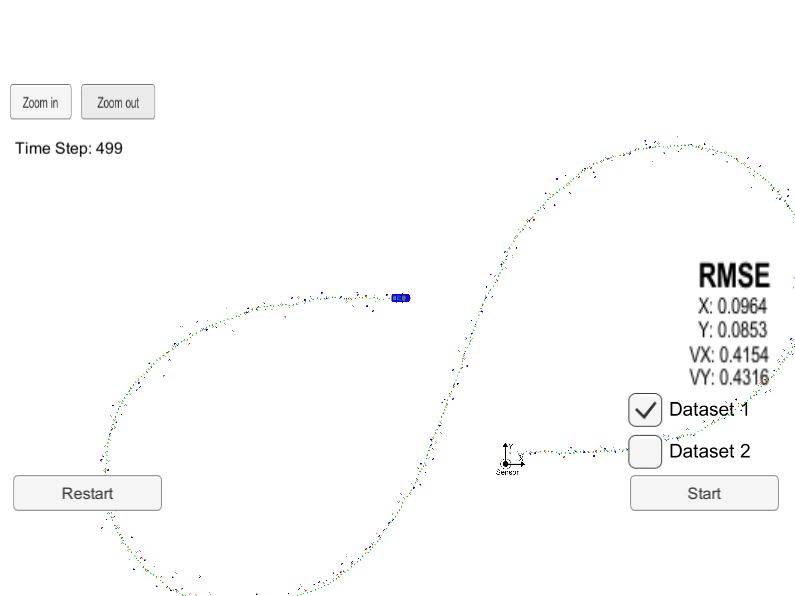 Zoom in
Zoom out
Time Step: 499
RMSE
X: 0.0964
Y: 0.0853
VX: 0.4154
VY: 0.4316
Dataset 1
Dataset 2
Y
X
Sensor
Restart
Start